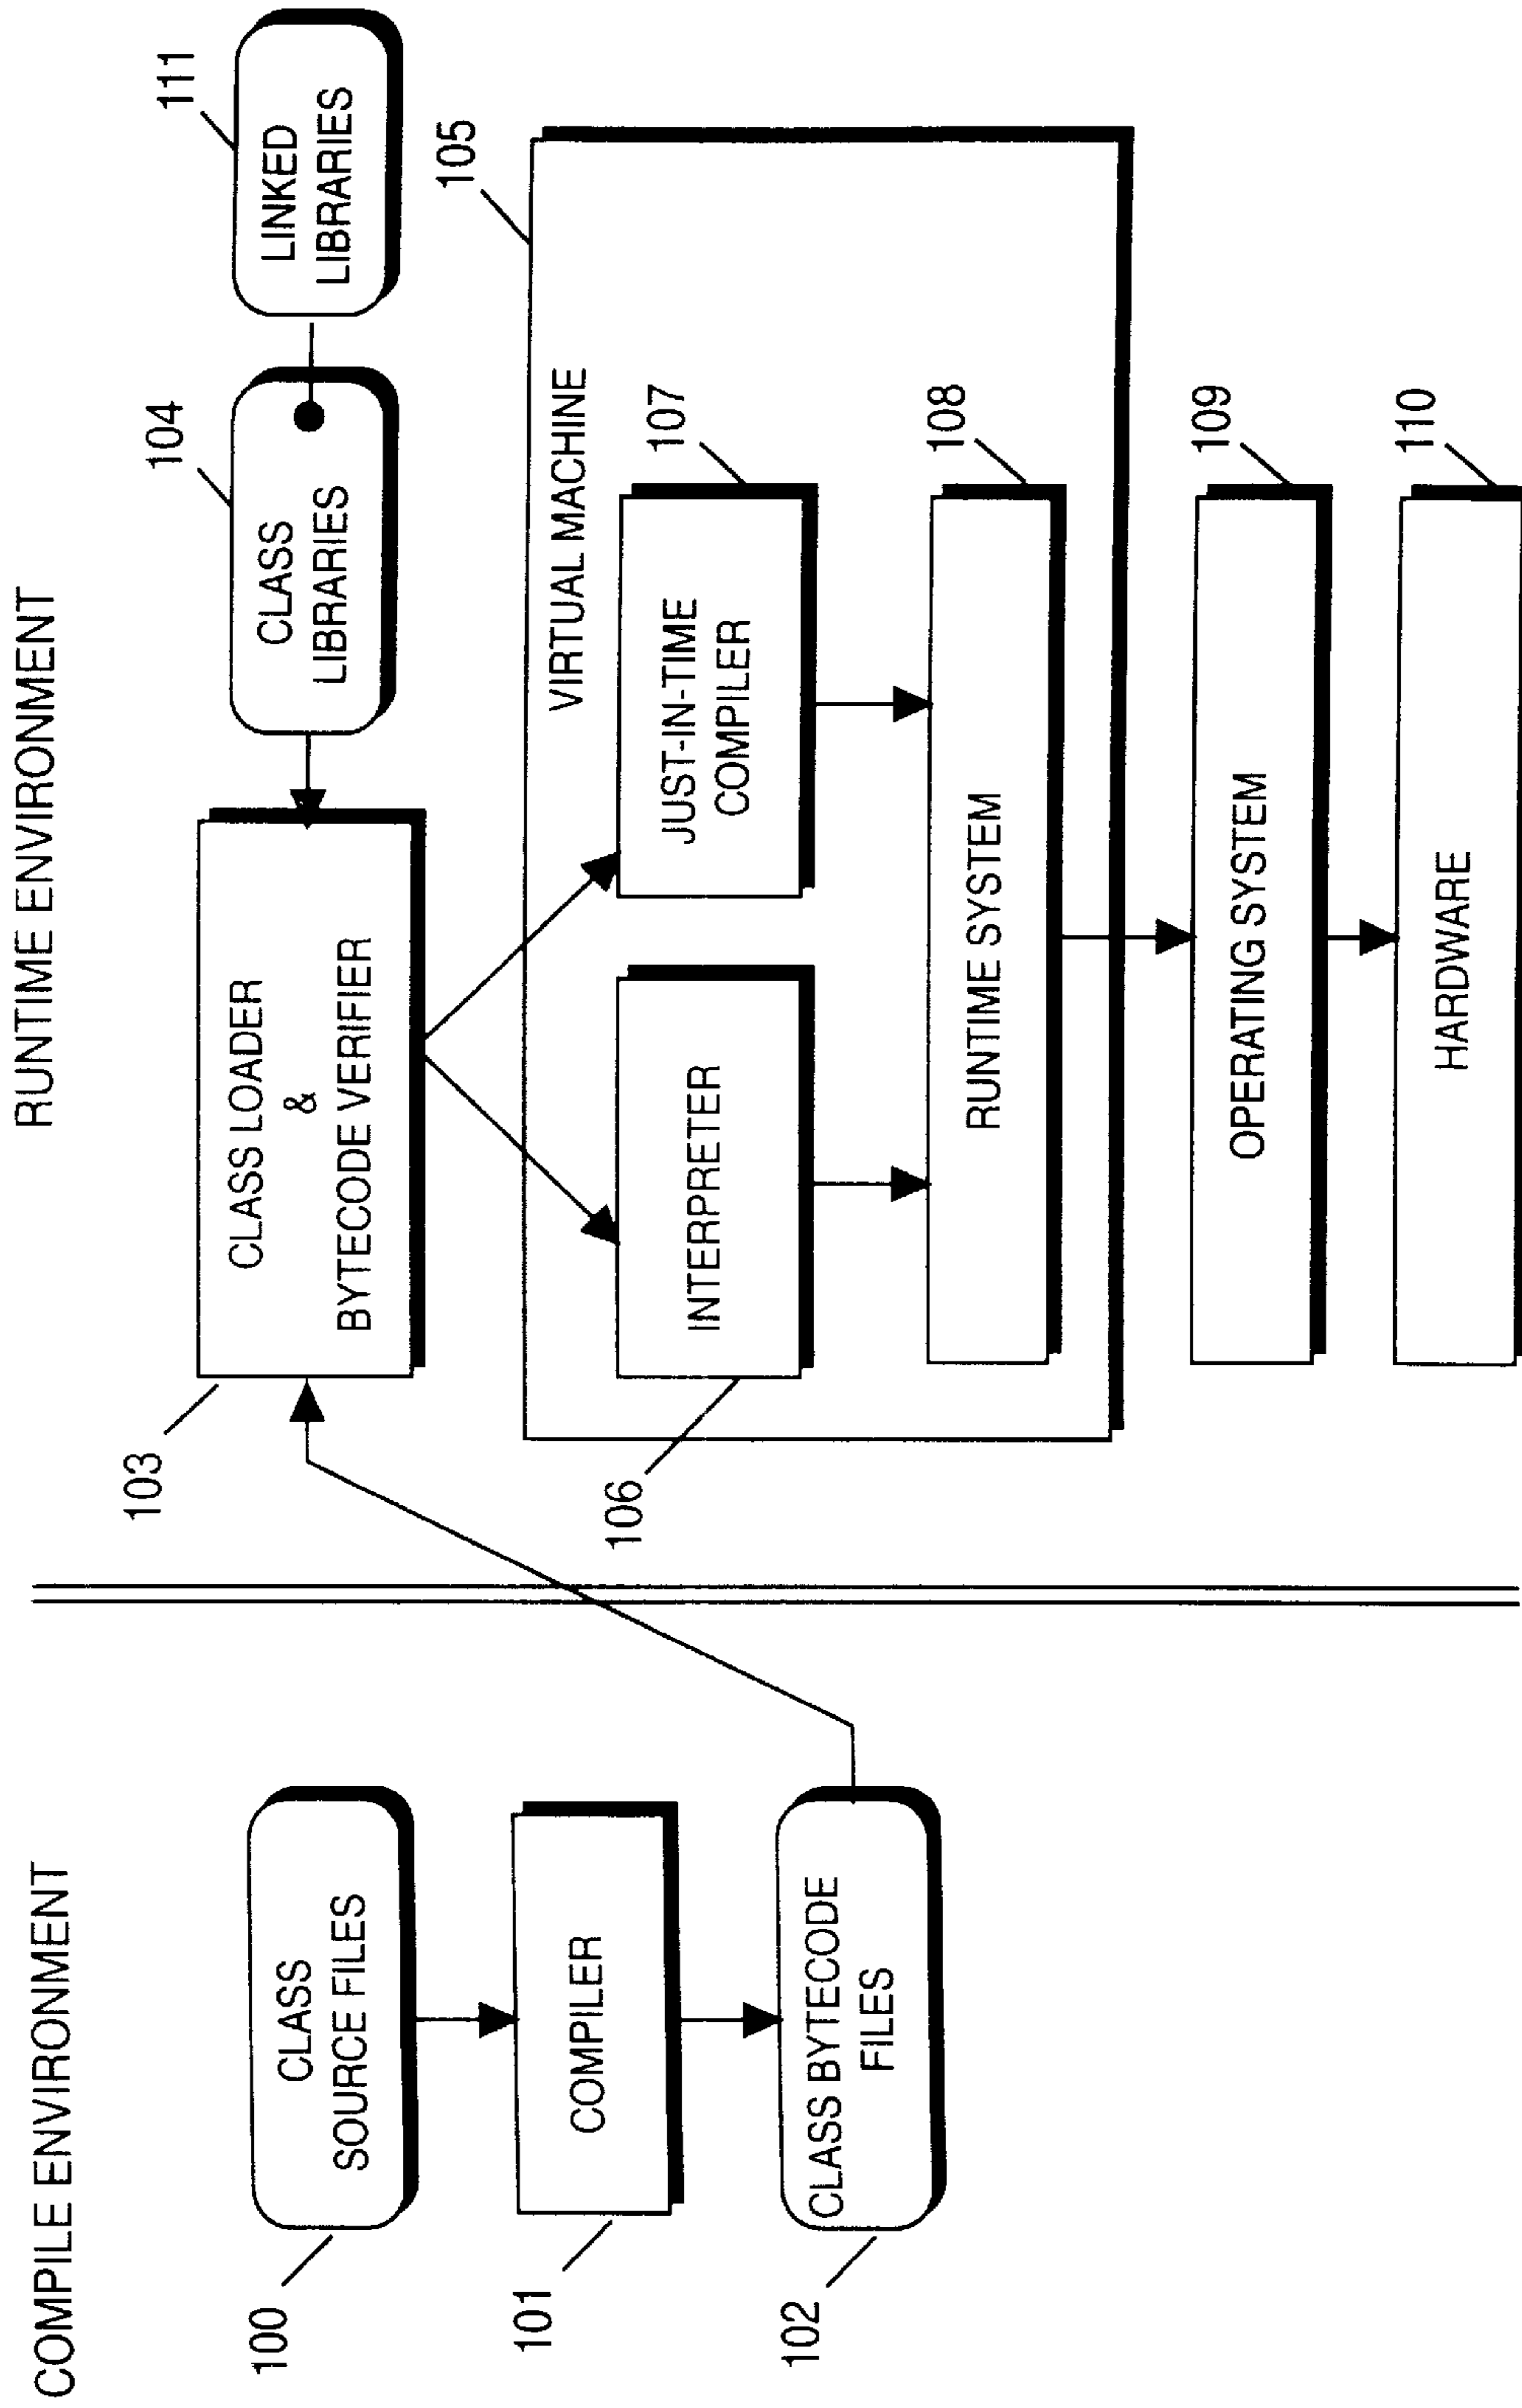 COMPILE ENVIRONMENT
100
CLASS
SOURCE FILES
101
COMPILER
102
CLASS BYTECODE
FILES
RUNTIME ENVIRONMENT
103
CLASS LOADER
&
BYTECODE VERIFIER
104
CLASS
LIBRARIES
111
LINKED
LIBRARIES
105
VIRTUAL MACHINE
106
INTERPRETER
107
JUST-IN-TIME
COMPILER
108
RUNTIME SYSTEM
109
OPERATING SYSTEM
110
HARDWARE